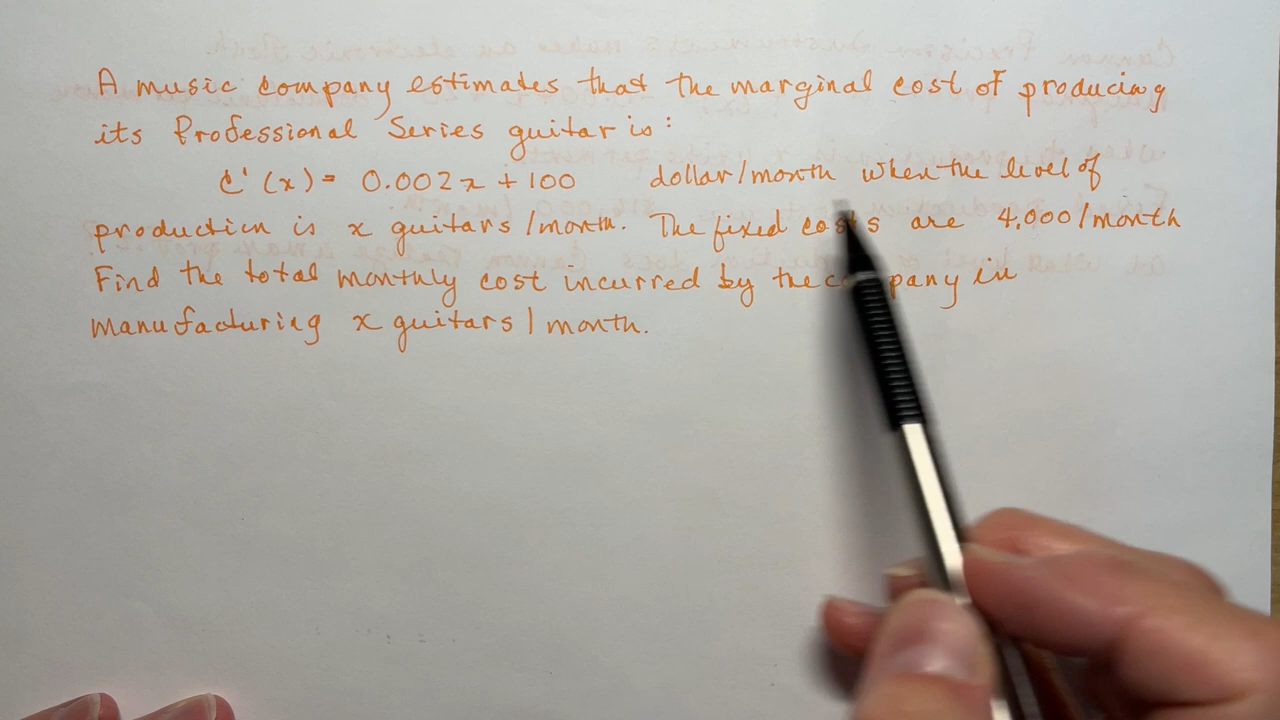 A music company estimates that the marginal cost of producing
its Professional Series guitar is:
C'(x) = 0.002x + 100 dollar/month when the level of
production is x guitars/month. The fixed costs are 4,000/month
Find the total monthly cost incurred by the company in
manufacturing x guitars/month.